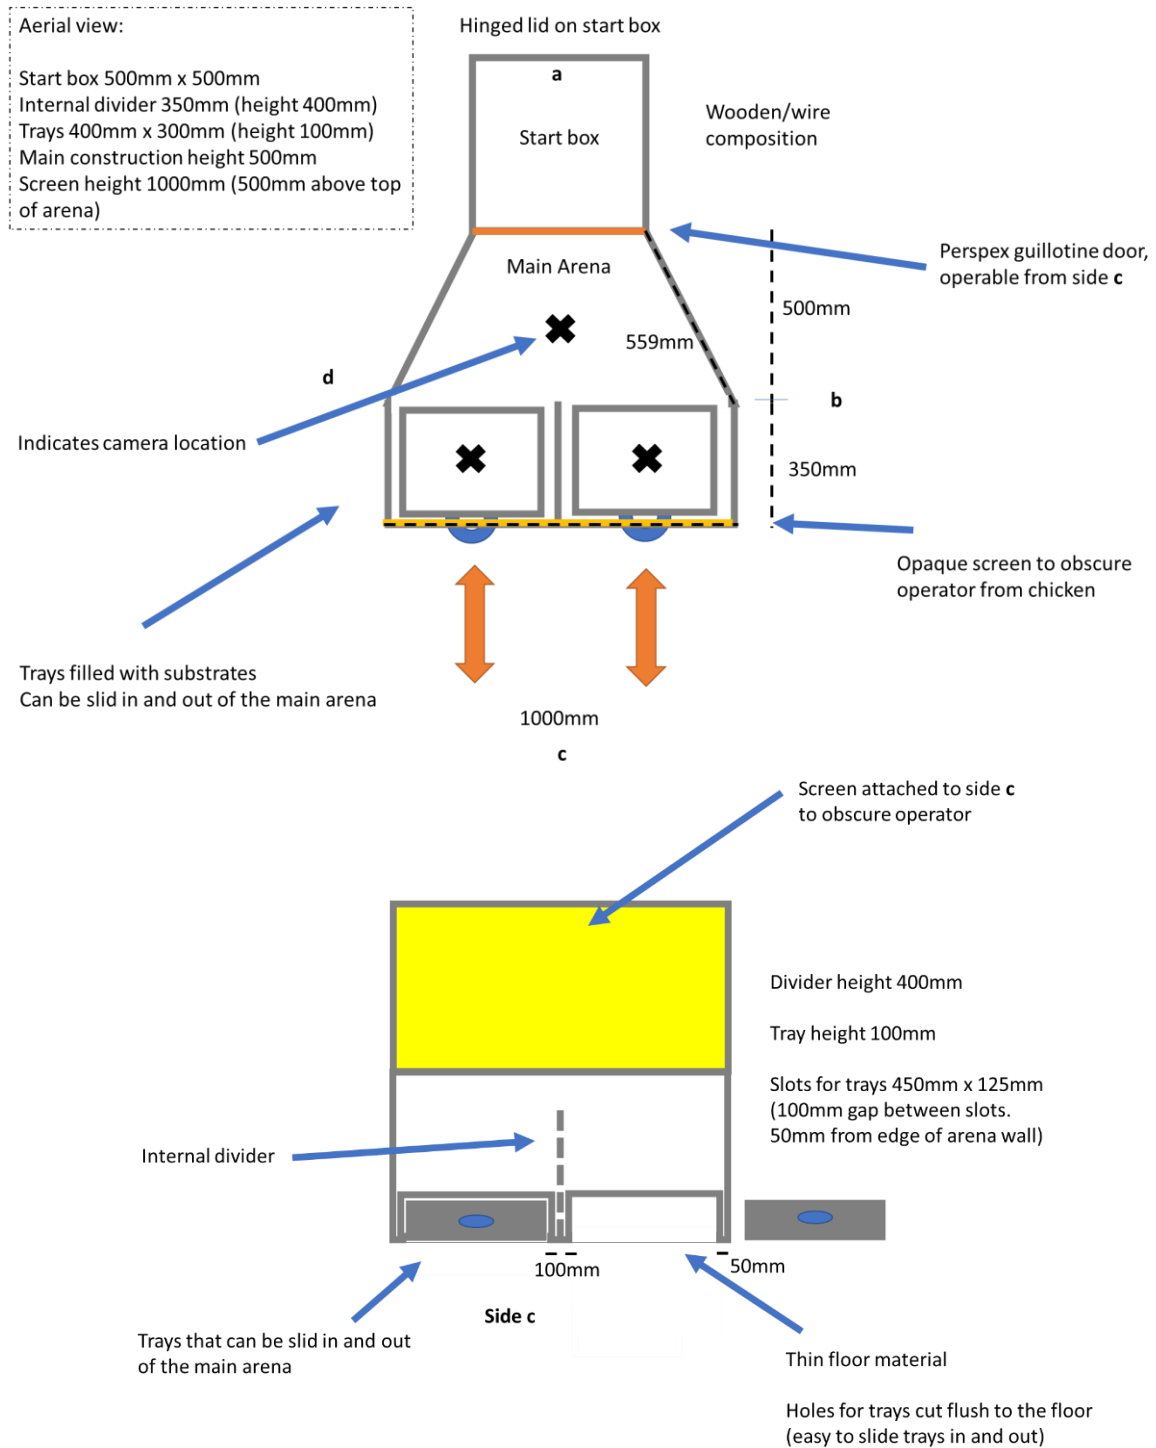 Aerial view:
Start box 500mm x 500mm
Internal divider 350mm (height 400mm)
Trays 400mm x 300mm (height 100mm)
Main construction height 500mm
Screen height 1000mm (500mm above top
of arena)
Hinged lid on start box
a
Start box
Wooden/wire
composition
Perspex guillotine door,
operable from side c
Main Arena
500mm
559mm
d
b
Indicates camera location
350mm
Opaque screen to obscure
operator from chicken
Trays filled with substrates
Can be slid in and out of the main arena
1000mm
c
Screen attached to side c
to obscure operator
Divider height 400mm
Tray height 100mm
Slots for trays 450mm x 125mm
(100mm gap between slots.
50mm from edge of arena wall)
Internal divider
100mm
50mm
Side c
Trays that can be slid in and out
of the main arena
Thin floor material
Holes for trays cut flush to the floor
(easy to slide trays in and out)